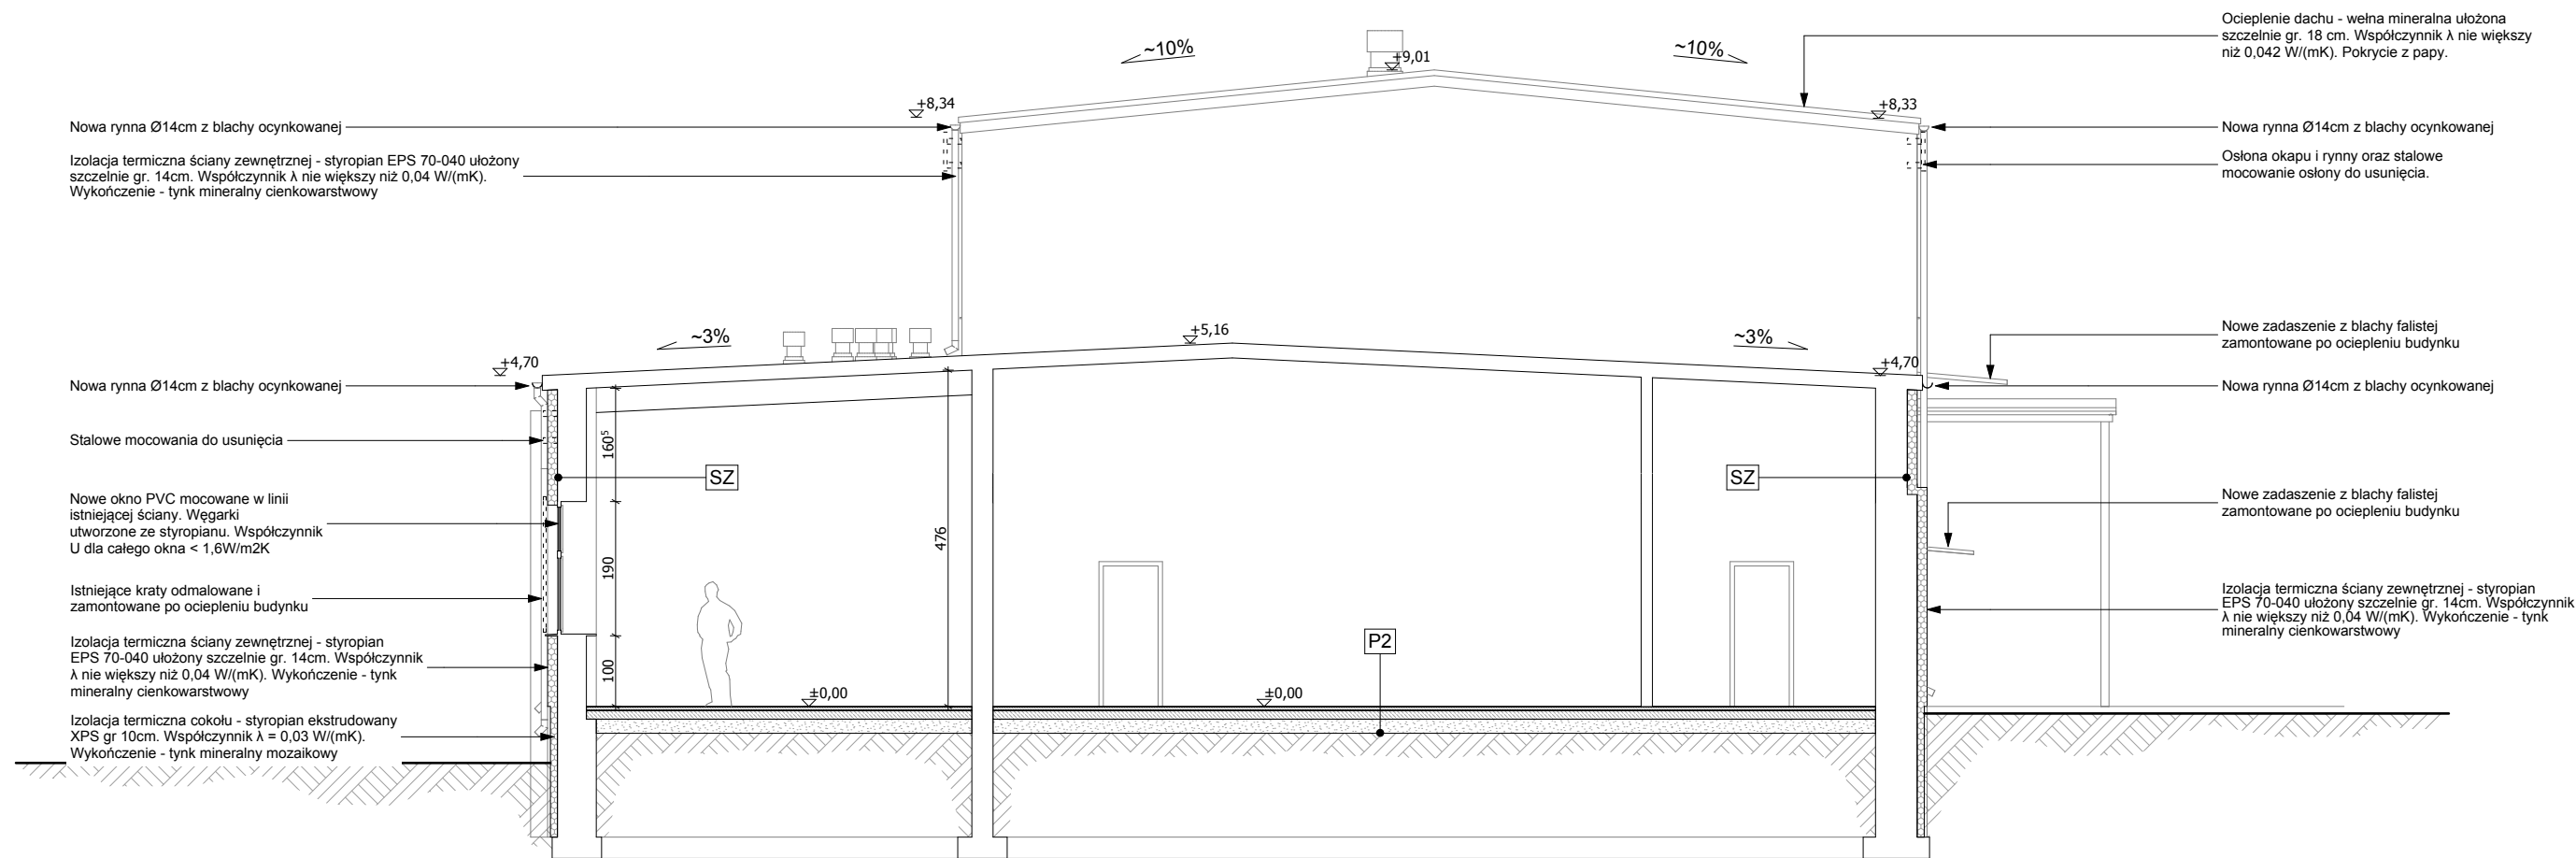 Ocieplenie dachu - wełna mineralna ułożona
szczelnie gr. 18 cm. Współczynnik λ nie większy
niż 0,042 W/(mK). Pokrycie z papy.
~10%
~10%
+9,01
+8,34
+8,33
Nowa rynna Ø14cm z blachy ocynkowanej
Nowa rynna Ø14cm z blachy ocynkowanej
Izolacja termiczna ściany zewnętrznej - styropian EPS 70-040 ułożony
szczelnie gr. 14cm. Współczynnik λ nie większy niż 0,04 W/(mK).
Wykończenie - tynk mineralny cienkowarstwowy
Osłona okapu i rynny oraz stalowe
mocowanie osłony do usunięcia.
~3%
+5,16
~3%
Nowe zadaszenie z blachy falistej
zamontowane po ociepleniu budynku
+4,70
+4,70
Nowa rynna Ø14cm z blachy ocynkowanej
Nowa rynna Ø14cm z blachy ocynkowanej
Stalowe mocowania do usunięcia
160⁵
SZ
SZ
Nowe okno PVC mocowane w linii
istniejącej ściany. Węgarki
utworzone ze styropianu. Współczynnik
U dla całego okna < 1,6W/m2K
476
190
Nowe zadaszenie z blachy falistej
zamontowane po ociepleniu budynku
Istniejące kraty odmalowane i
zamontowane po ociepleniu budynku
Izolacja termiczna ściany zewnętrznej - styropian
EPS 70-040 ułożony szczelnie gr. 14cm. Współczynnik
λ nie większy niż 0,04 W/(mK). Wykończenie - tynk
mineralny cienkowarstwowy
Izolacja termiczna ściany zewnętrznej - styropian
EPS 70-040 ułożony szczelnie gr. 14cm. Współczynnik
λ nie większy niż 0,04 W/(mK). Wykończenie - tynk
mineralny cienkowarstwowy
P2
100
±0,00
±0,00
Izolacja termiczna cokołu - styropian ekstrudowany
XPS gr 10cm. Współczynnik λ = 0,03 W/(mK).
Wykończenie - tynk mineralny mozaikowy